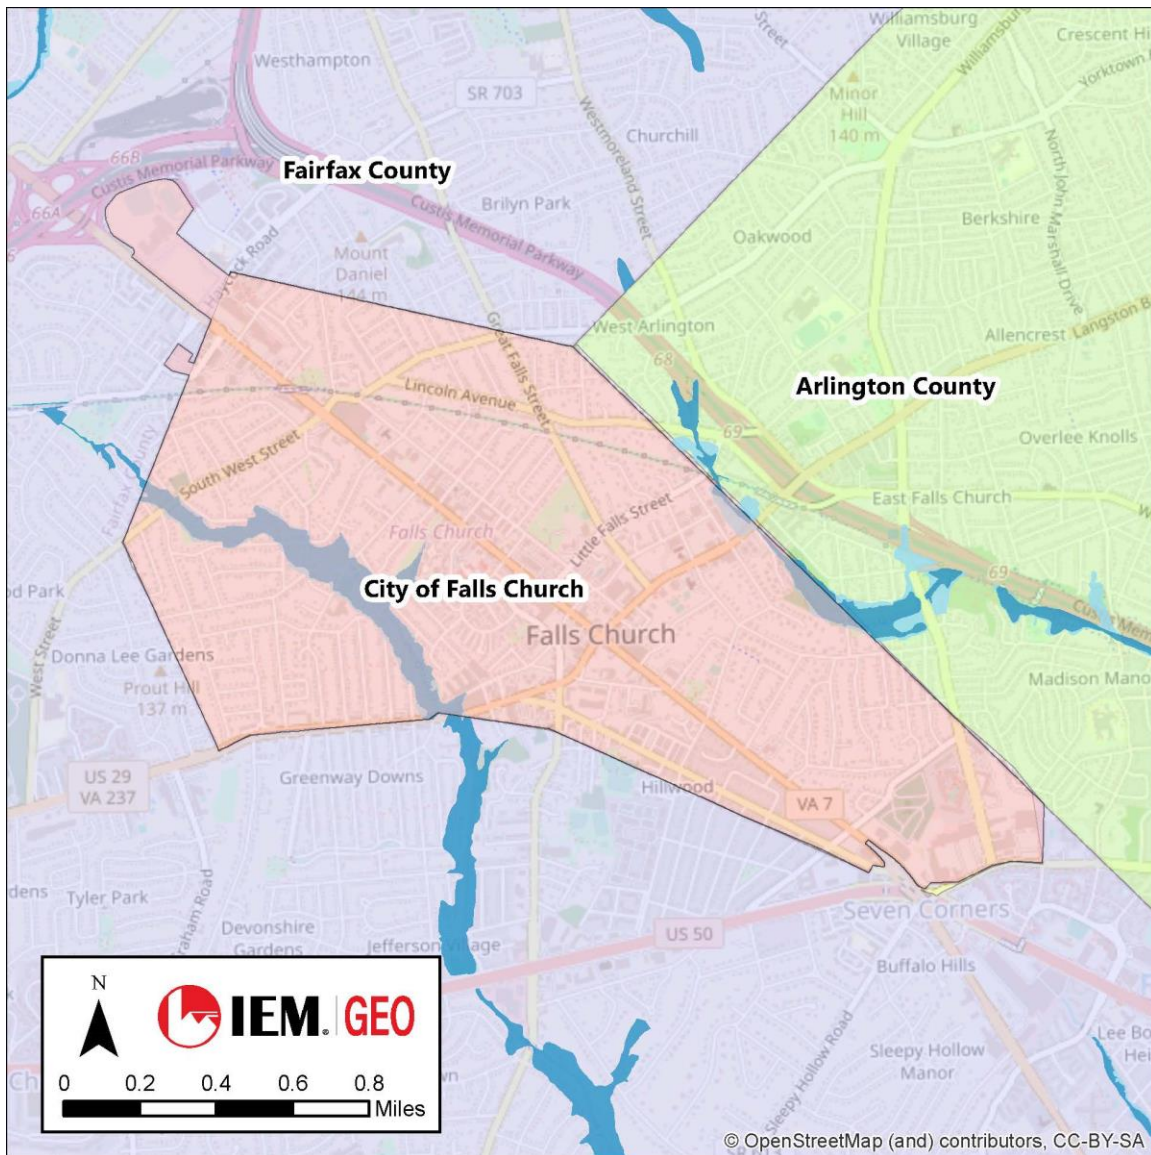 Williamsburg
Village
Crescent Hi
Westhampton
SR 703
Street
Williamsburg
Yorktown
Minor
Hill
140 m
Westmoreland Street
Churchill
North John Marshall Drive
66B
Custis Memorial Parkway
Fairfax County
66A
Brilyn Park
Custis Memorial Parkway
Berkshire
Oakwood
Haycock Road
Mount
Daniel
144 m
Great Falls Street
West Arlington
Allencrest
Langston B
68
Lincoln Avenue
Arlington County
69
Overlee Knolls
South West Street
Fairfax County
East Falls Church
Falls Church
Little Falls Street
City of Falls Church
69
od Park
Falls Church
West Street
Donna Lee Gardens
Prout Hill
137 m
Madison Mano
US 29
VA 237
Greenway Downs
Hillwood
VA 7
dens
Tyler Park
Graham Road
Devonshire
Gardens
Jefferson Village
US 50
Seven Corners
Buffalo Hills
Sleepy Hollow Road
Sleepy Hollow
Manor
Lee Bo
Hei
N
IEM® GEO
0 0.2 0.4 0.6 0.8
Miles
© OpenStreetMap (and) contributors, CC-BY-SA